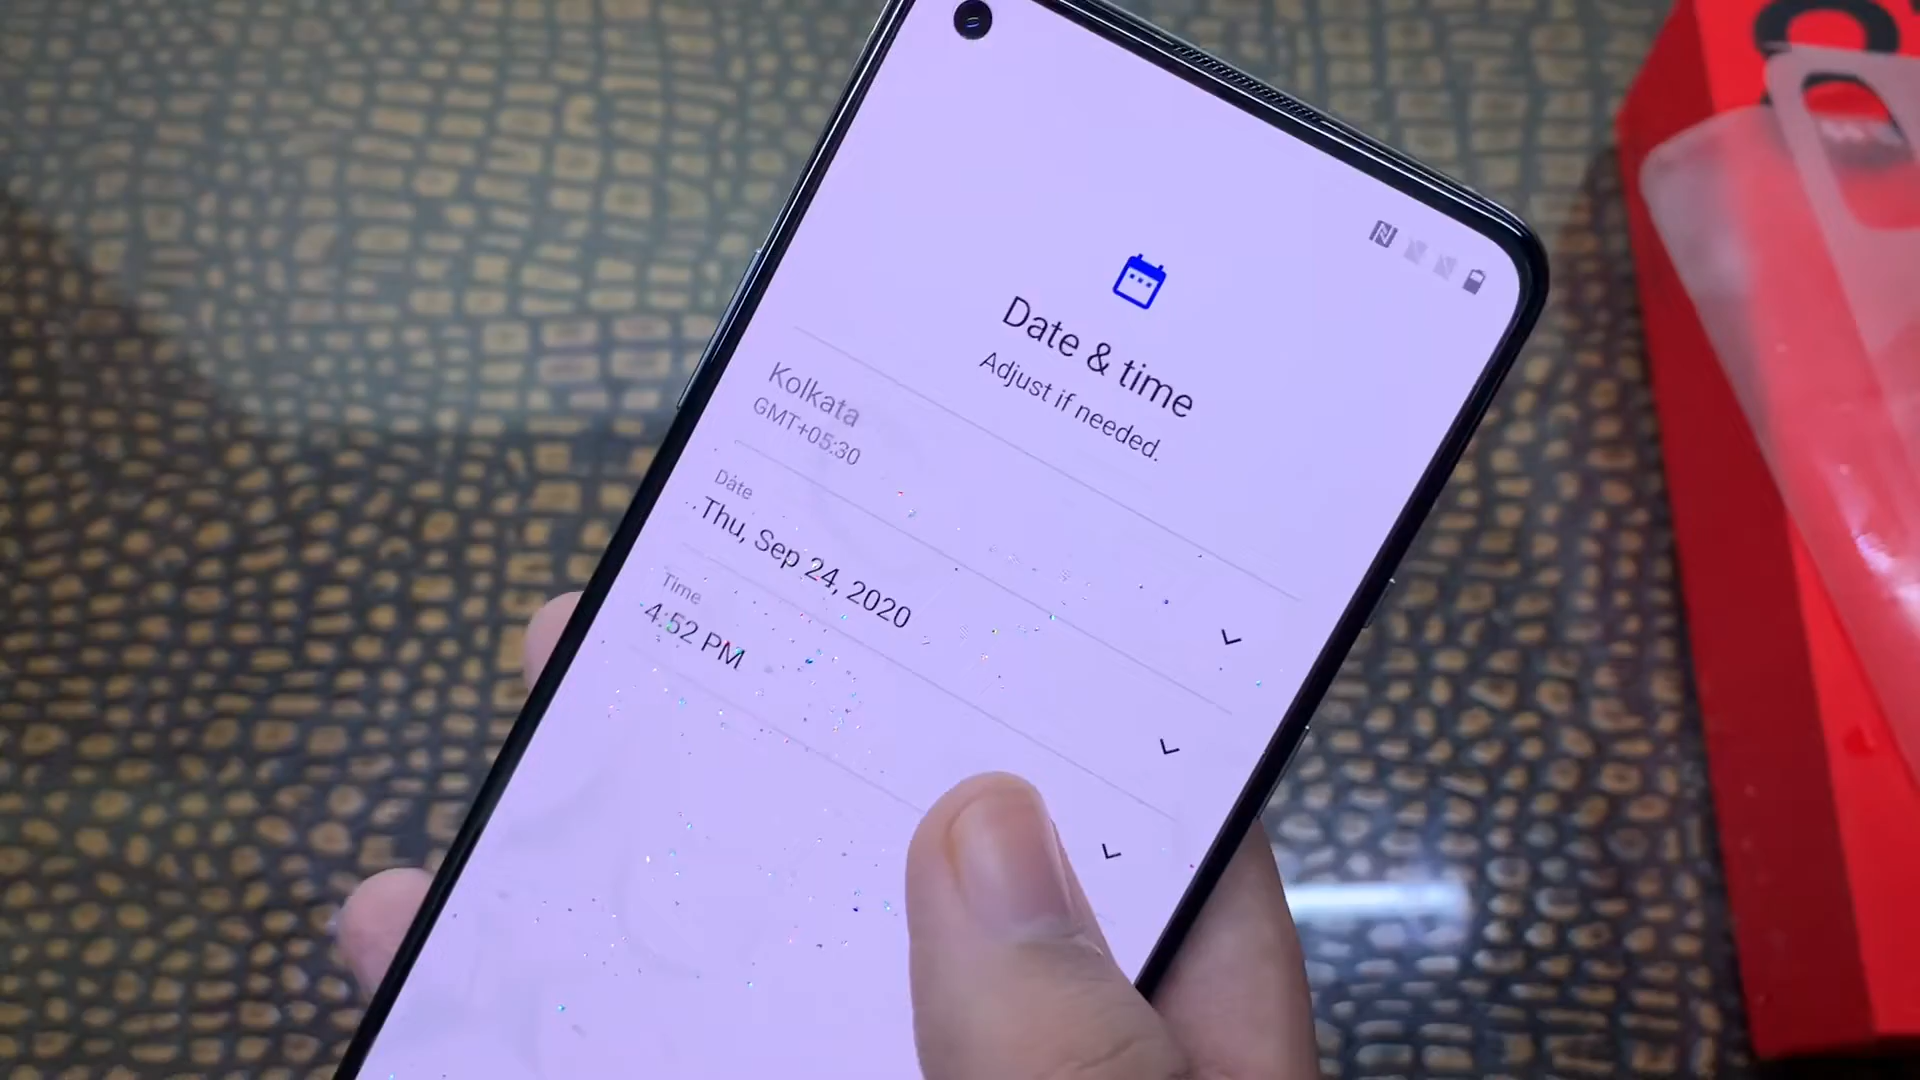 Date & time
Adjust if needed.
Kolkata
GMT+05:30
Date
Thu, Sep 24, 2020
Time
4:52 PM